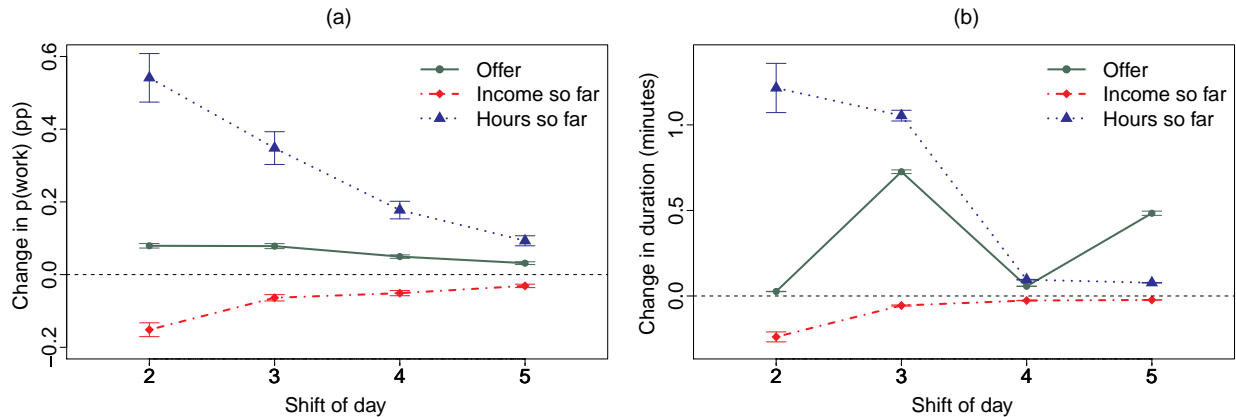 (a)
Change in p(work) (pp)
0.6
0.4
0.2
0.0
−0.2
Offer
Income so far
Hours so far
2 3 4 5
Shift of day
(b)
Change in duration (minutes)
1.0
0.5
0.0
Offer
Income so far
Hours so far
2 3 4 5
Shift of day